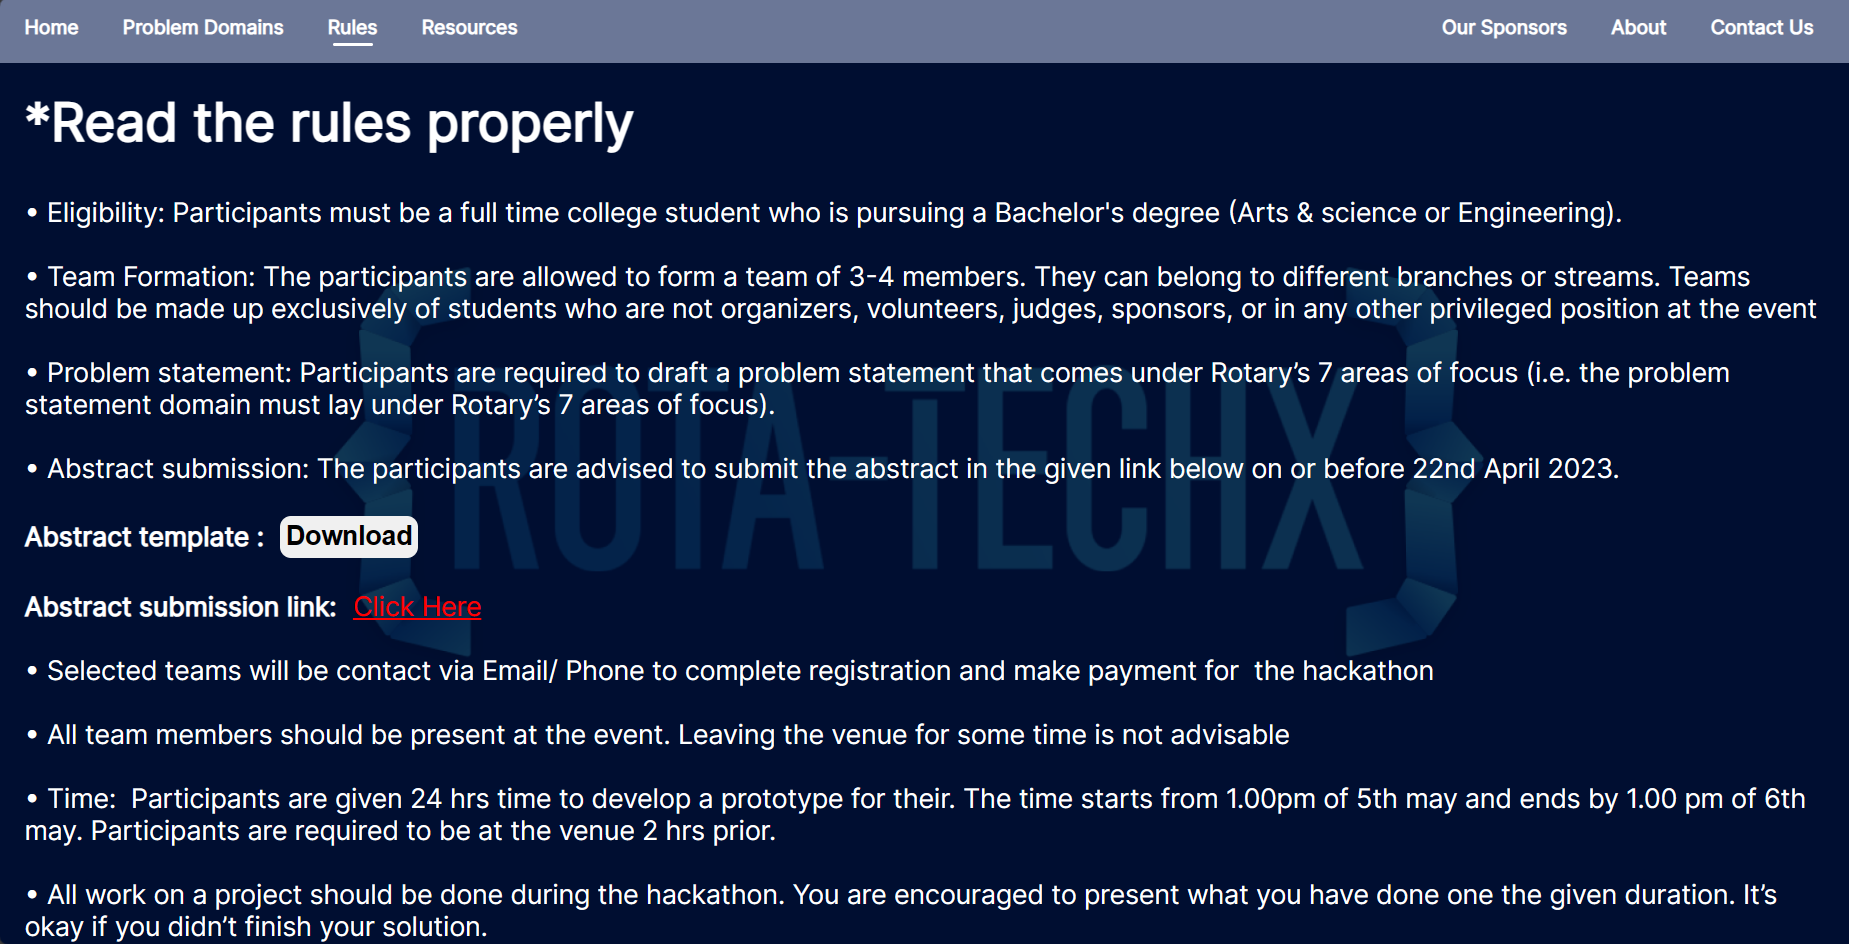 Home Problem Domains Rules Resources Our Sponsors About Contact Us
*Read the rules properly
• Eligibility: Participants must be a full time college student who is pursuing a Bachelor's degree (Arts & science or Engineering).
• Team Formation: The participants are allowed to form a team of 3-4 members. They can belong to different branches or streams. Teams
should be made up exclusively of students who are not organizers, volunteers, judges, sponsors, or in any other privileged position at the event
• Problem statement: Participants are required to draft a problem statement that comes under Rotary’s 7 areas of focus (i.e. the problem
statement domain must lay under Rotary’s 7 areas of focus).
{ROTA-TECHX}
• Abstract submission: The participants are advised to submit the abstract in the given link below on or before 22nd April 2023.
Abstract template : Download
Abstract submission link: Click Here
• Selected teams will be contact via Email/ Phone to complete registration and make payment for  the hackathon
• All team members should be present at the event. Leaving the venue for some time is not advisable
• Time:  Participants are given 24 hrs time to develop a prototype for their. The time starts from 1.00pm of 5th may and ends by 1.00 pm of 6th
may. Participants are required to be at the venue 2 hrs prior.
• All work on a project should be done during the hackathon. You are encouraged to present what you have done one the given duration. It’s
okay if you didn’t finish your solution.